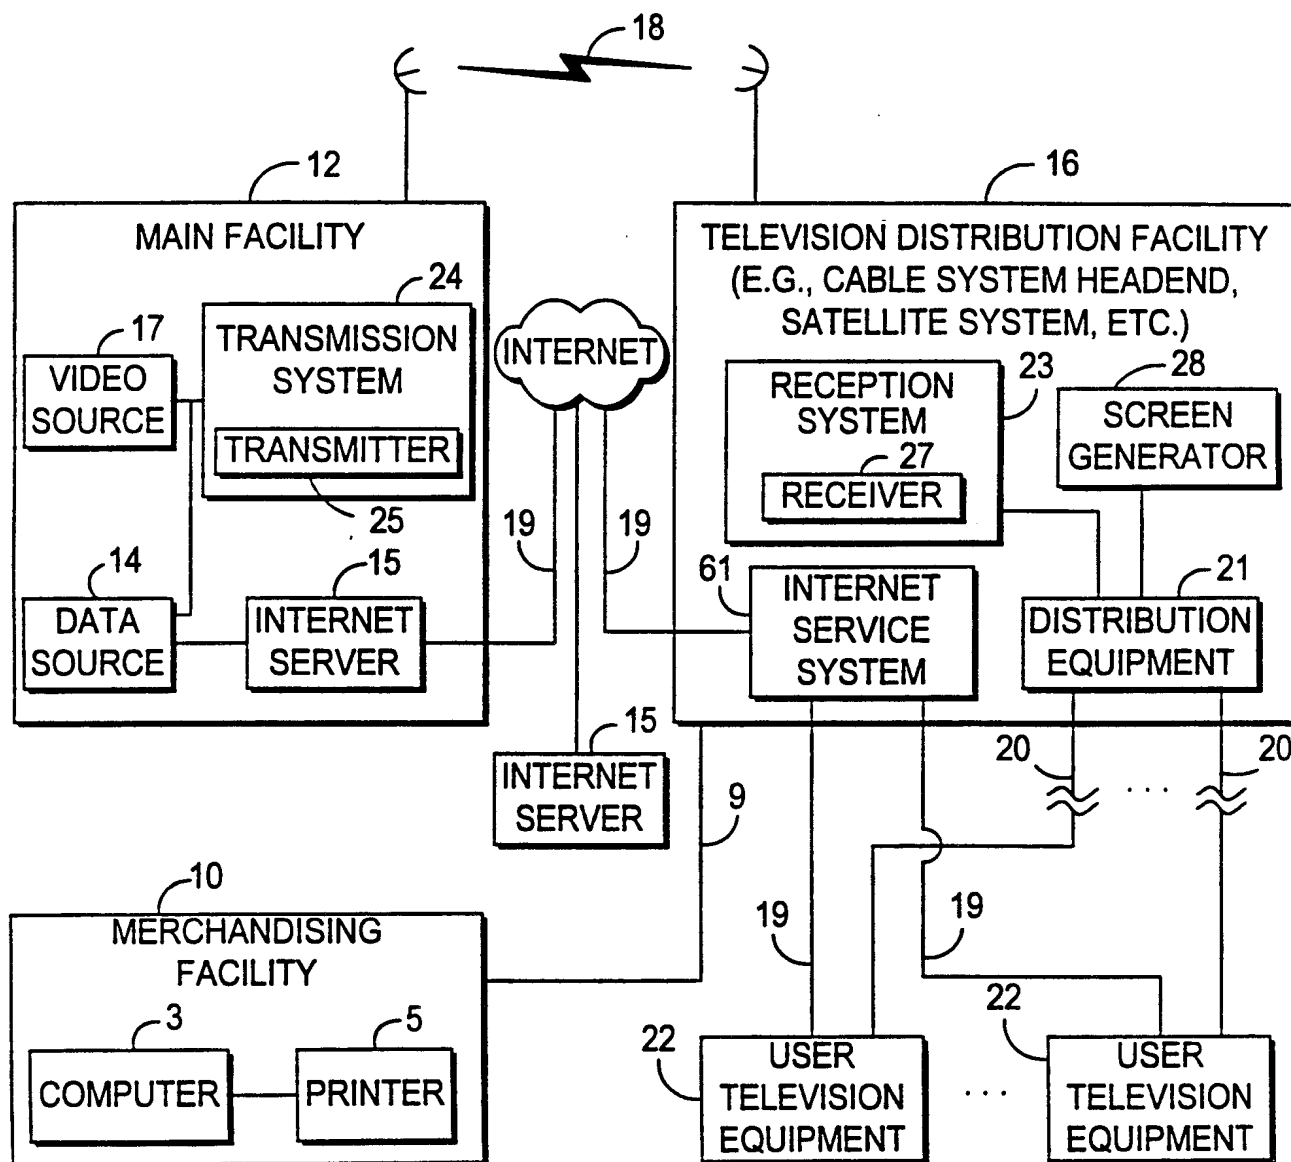 18
12
16
MAIN FACILITY
TELEVISION DISTRIBUTION FACILITY
(E.G., CABLE SYSTEM HEADEND,
SATELLITE SYSTEM, ETC.)
24
TRANSMISSION
SYSTEM
TRANSMITTER
25
17
VIDEO
SOURCE
INTERNET
RECEPTION
SYSTEM
23
27
RECEIVER
28
SCREEN
GENERATOR
14
DATA
SOURCE
15
INTERNET
SERVER
19
19
61
INTERNET
SERVICE
SYSTEM
21
DISTRIBUTION
EQUIPMENT
15
INTERNET
SERVER
9
20
. . .
20
10
MERCHANDISING
FACILITY
3
COMPUTER
5
PRINTER
19
19
22
USER
TELEVISION
EQUIPMENT
. . .
22
USER
TELEVISION
EQUIPMENT